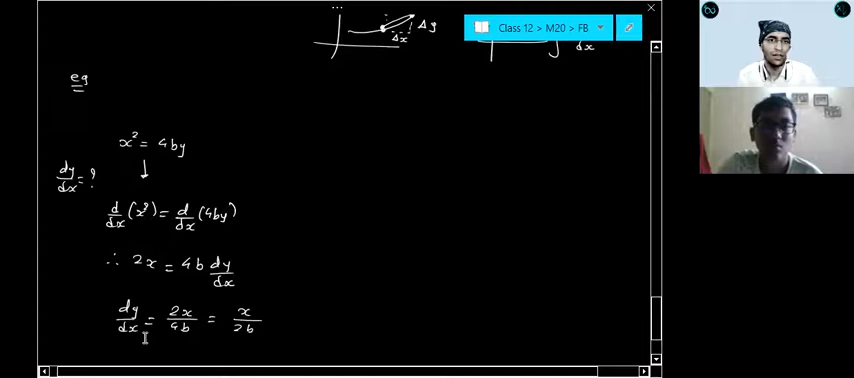 ...
Δy
Δx
Class 12 > M20 > FB
dx
eg
x² = 4by
dy/dx = ?
d/dx (x²) = d/dx (4by)
∴ 2x = 4b dy/dx
dy/dx = 2x/4b = x/2b